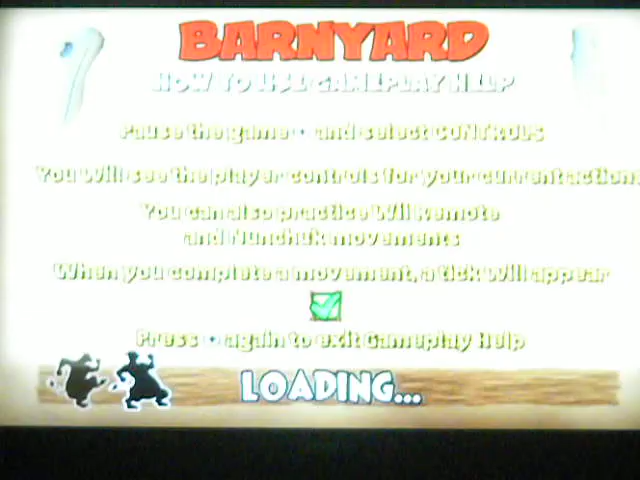 BARNYARD
HOW TO USE GAMEPLAY HELP
Pause the game + and select CONTROLS
You will see the player controls for your current actions
You can also practice Wii Remote
and Nunchuk movements
When you complete a movement, a tick will appear
Press + again to exit Gameplay Help
LOADING...